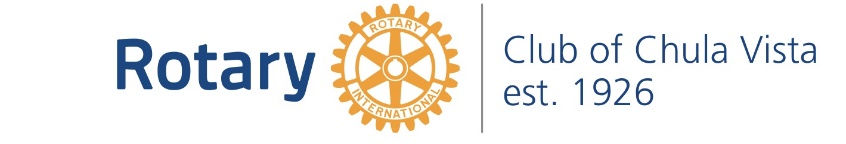 Rotary
ROTARY
INTERNATIONAL
Club of Chula Vista
est. 1926